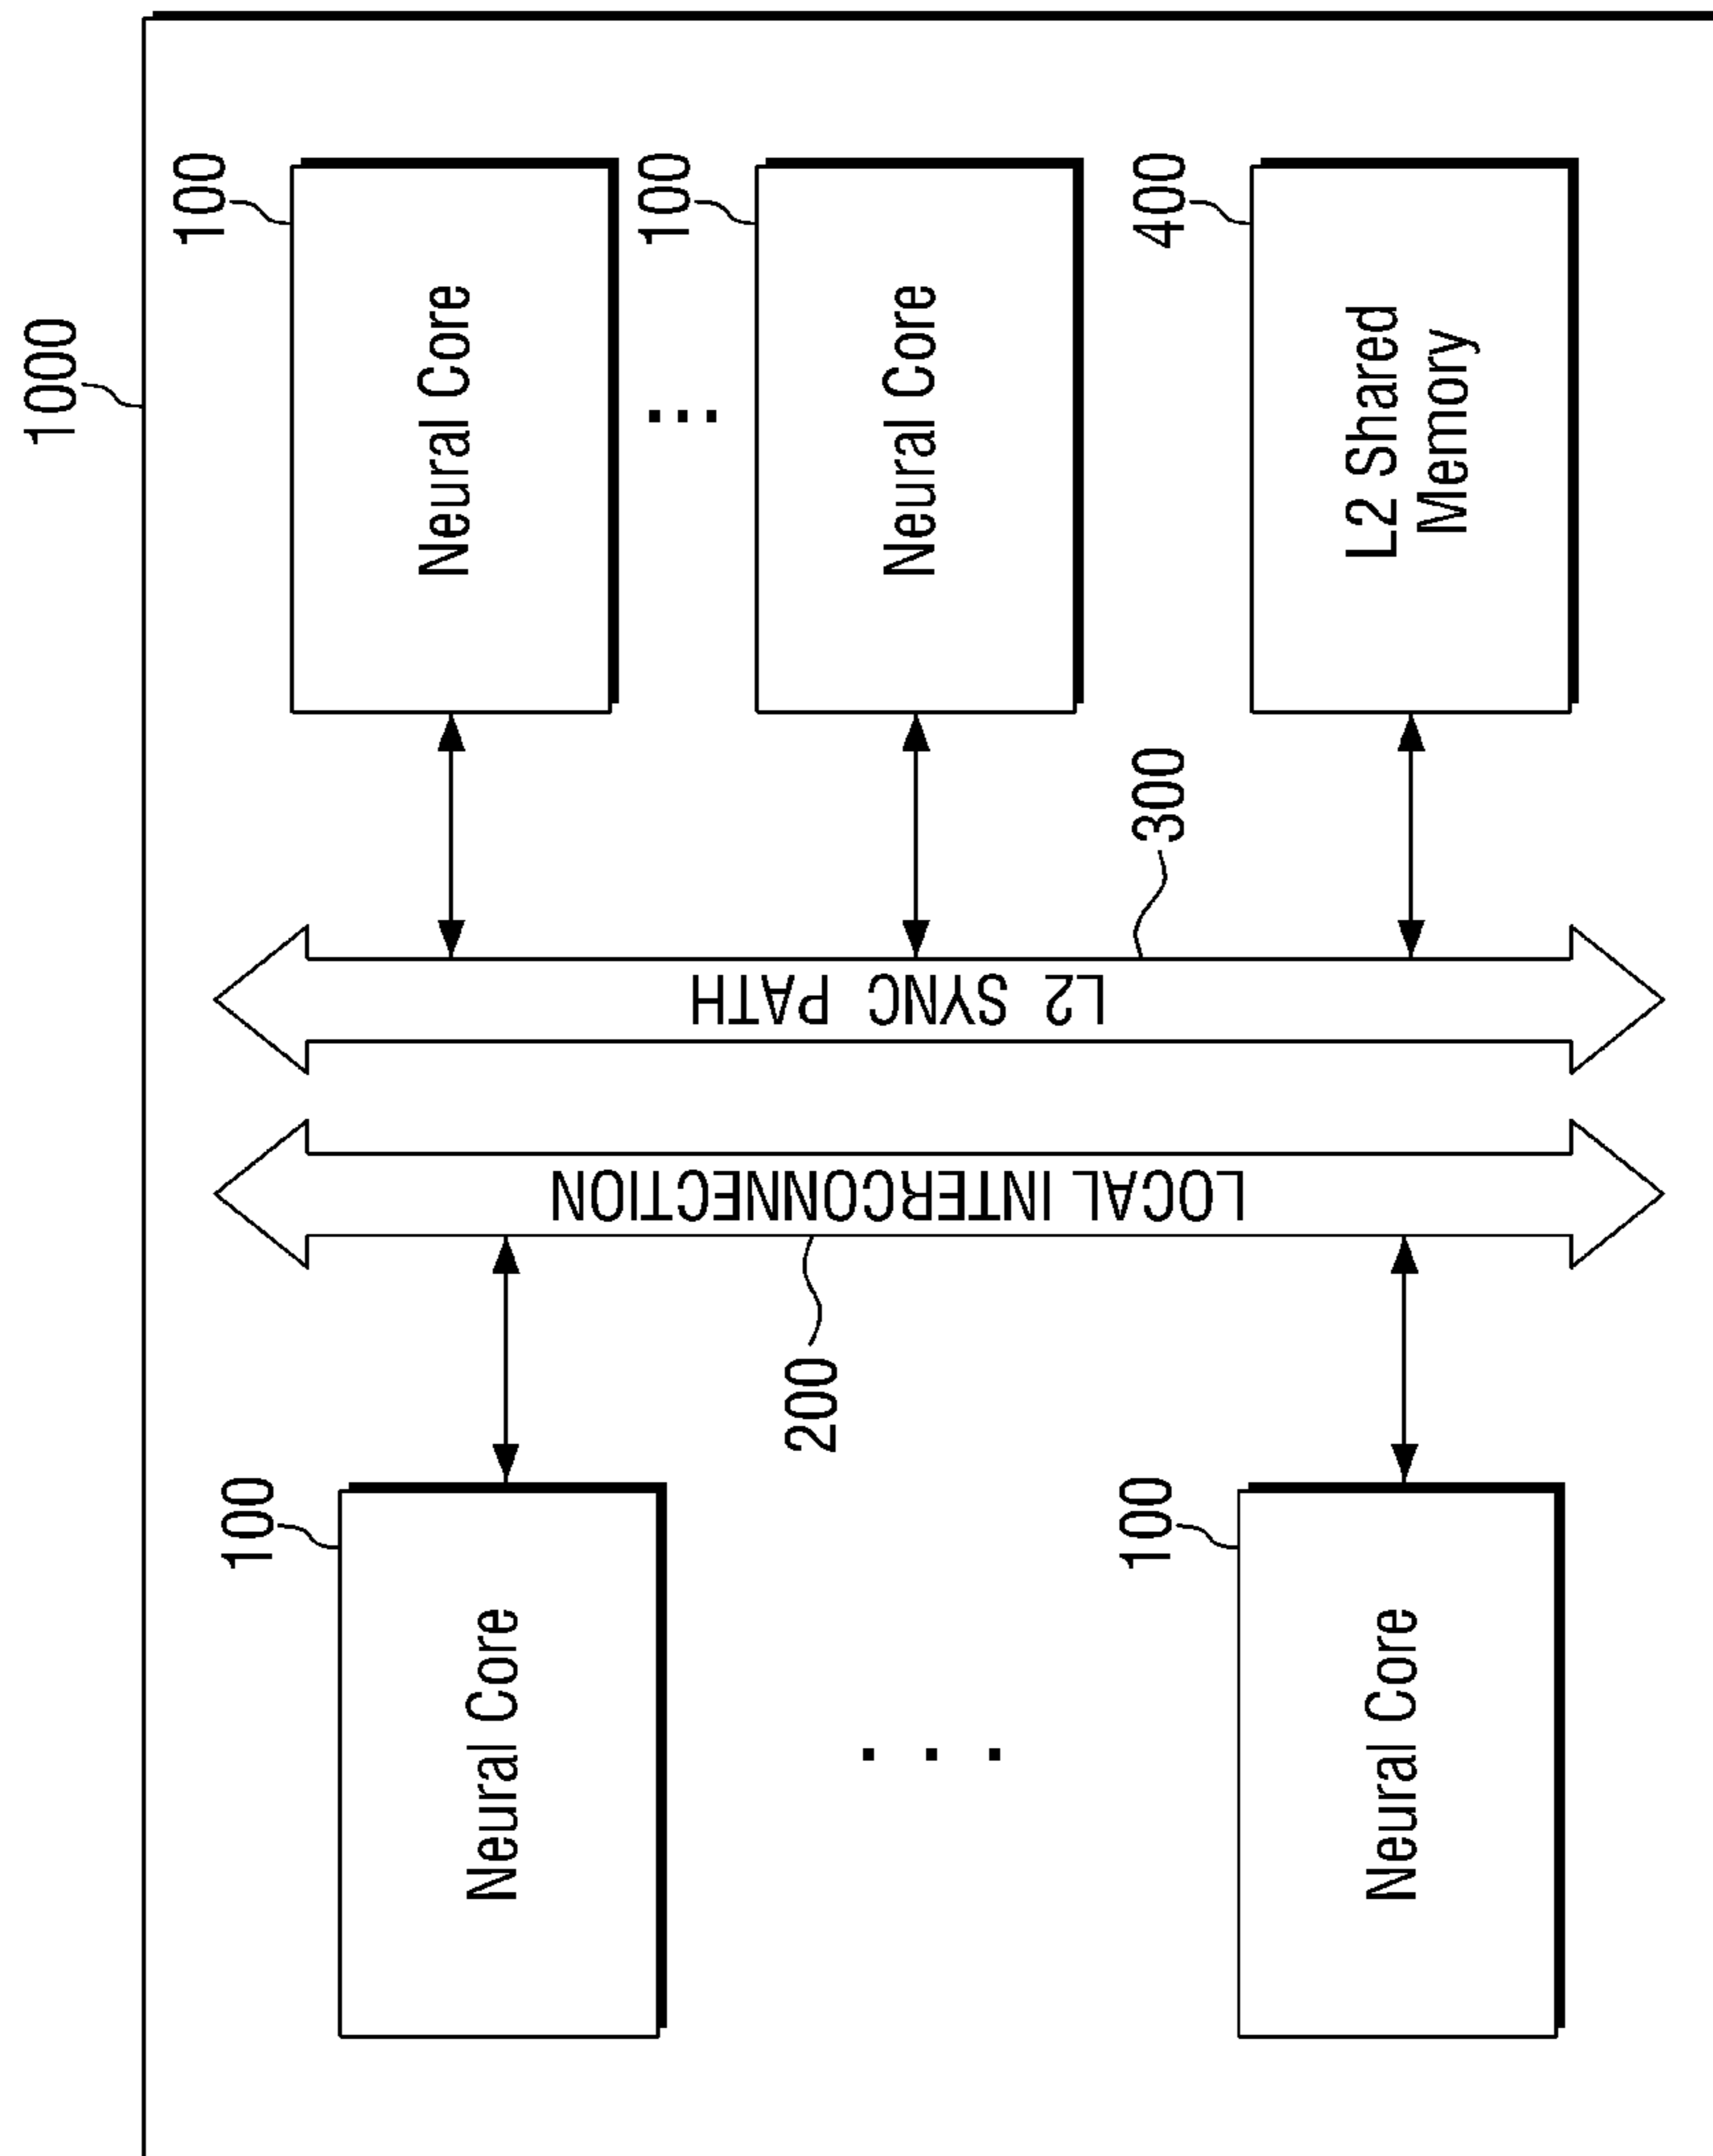 1000
100
100
Neural Core
Neural Core
100
200
LOCAL INTERCONNECTION
L2 SYNC PATH
Neural Core
100
300
400
Neural Core
L2 Shared
Memory